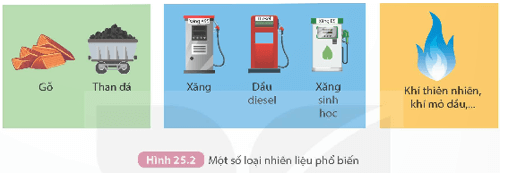 Gỗ
Than đá
Xăng
Dầu
diesel
Xăng
sinh
học
Khí thiên nhiên,
khí mỏ dầu,...
Hình 25.2 Một số loại nhiên liệu phổ biến